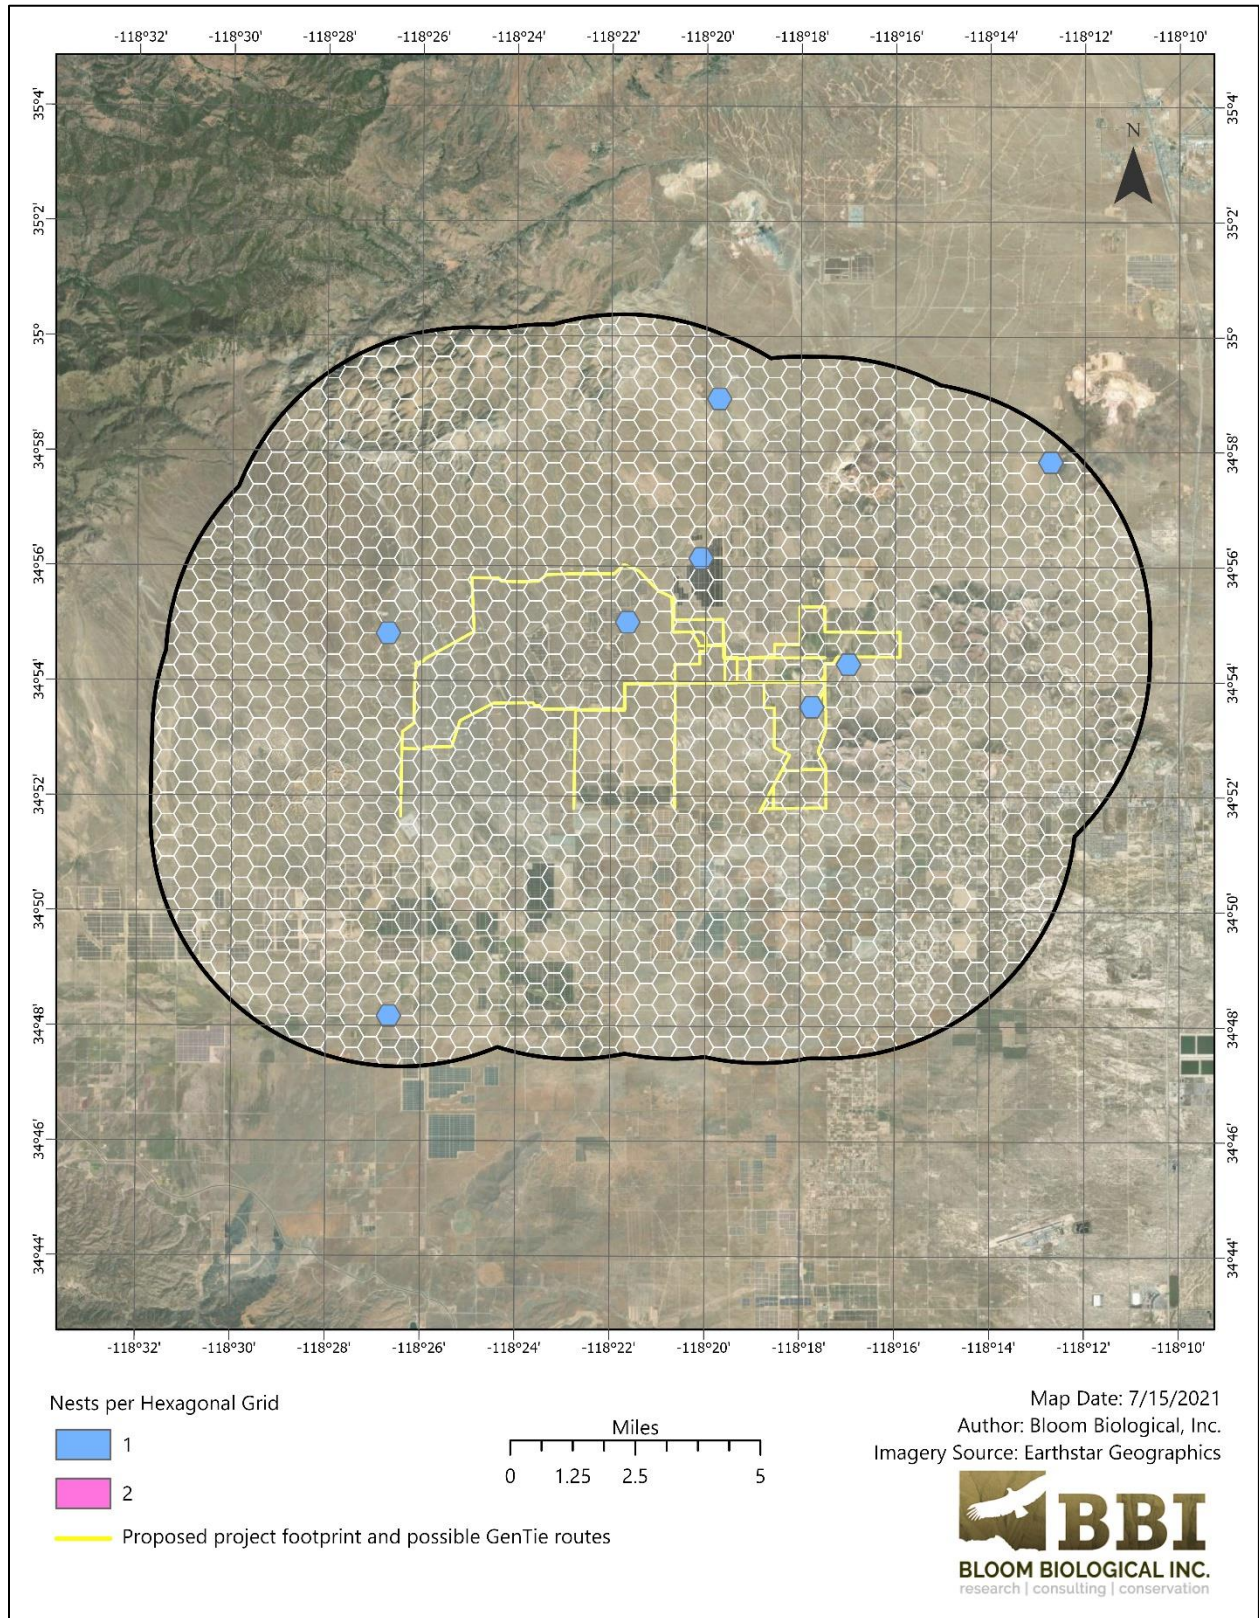 -118°32' -118°30' -118°28' -118°26' -118°24' -118°22' -118°20' -118°18' -118°16' -118°14' -118°12' -118°10'
35°4' 35°4'
N
35°2' 35°2'
35° 35°
34°58' 34°58'
34°56' 34°56'
34°54' 34°54'
34°52' 34°52'
34°50' 34°50'
34°48' 34°48'
34°46' 34°46'
34°44' 34°44'
-118°32' -118°30' -118°28' -118°26' -118°24' -118°22' -118°20' -118°18' -118°16' -118°14' -118°12' -118°10'
Nests per Hexagonal Grid
1
2
Proposed project footprint and possible GenTie routes
Miles
0 1.25 2.5 5
Map Date: 7/15/2021
Author: Bloom Biological, Inc.
Imagery Source: Earthstar Geographics
BBI
BLOOM BIOLOGICAL INC.
research | consulting | conservation